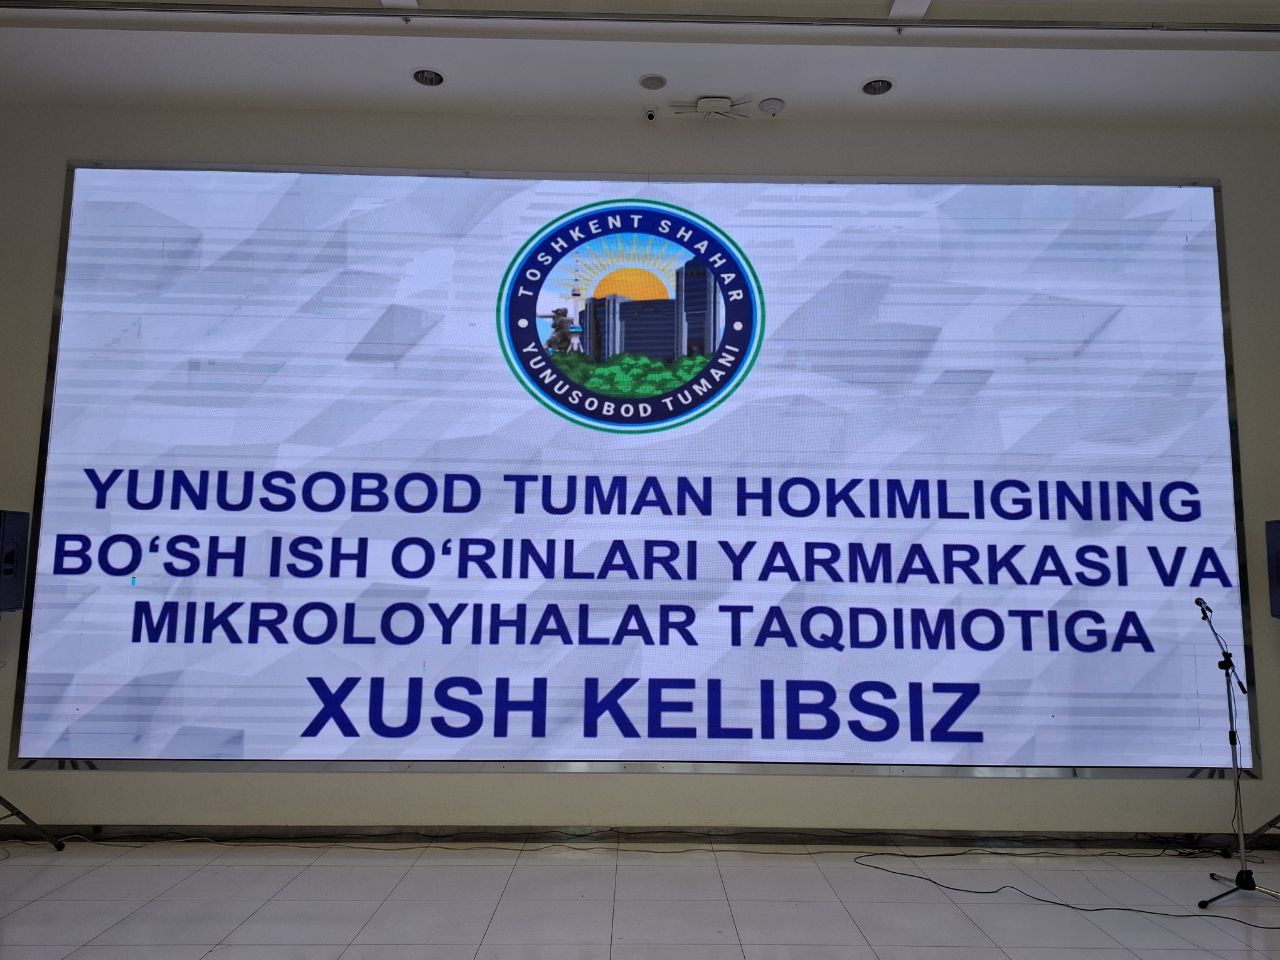 TOSHKENT SHAHAR
YUNUSOBOD TUMANI
YUNUSOBOD TUMAN HOKIMLIGINING
BO‘SH ISH O‘RINLARI YARMARKASI VA
MIKROLOYIHALAR TAQDIMOTIGA
XUSH KELIBSIZ